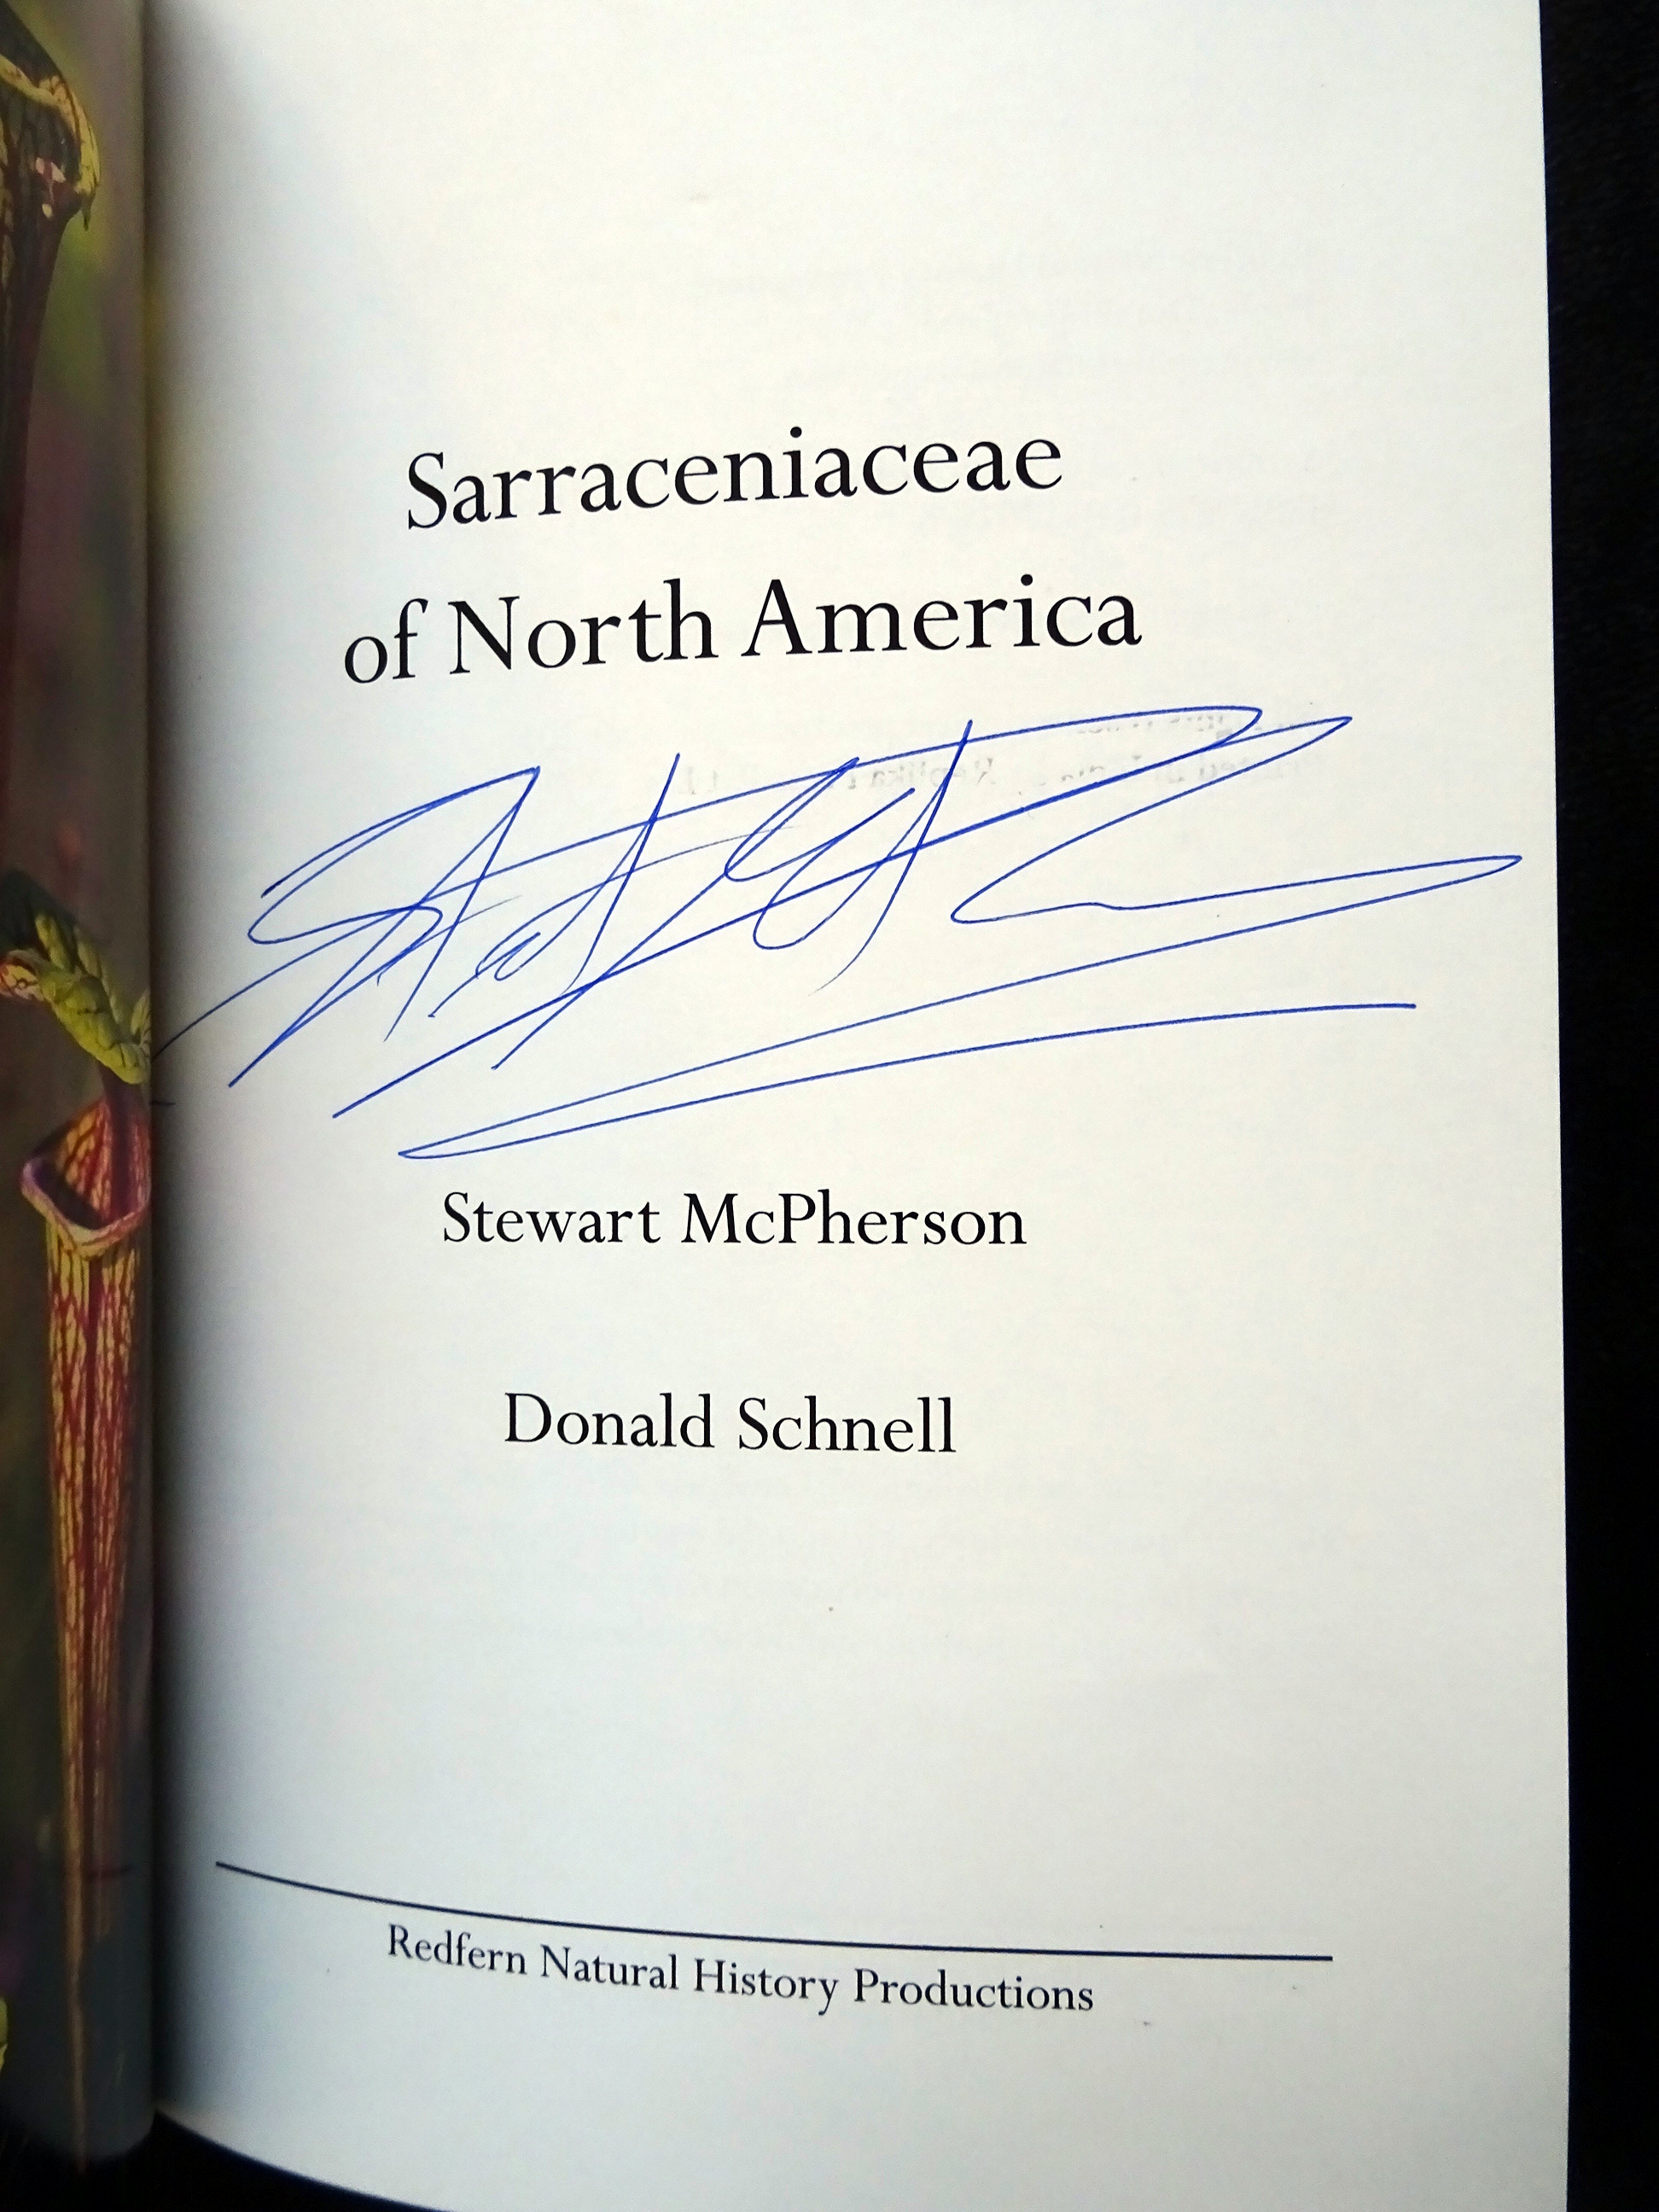 Sarraceniaceae
of North America
Stewart McPherson
Donald Schnell
Redfern Natural History Productions